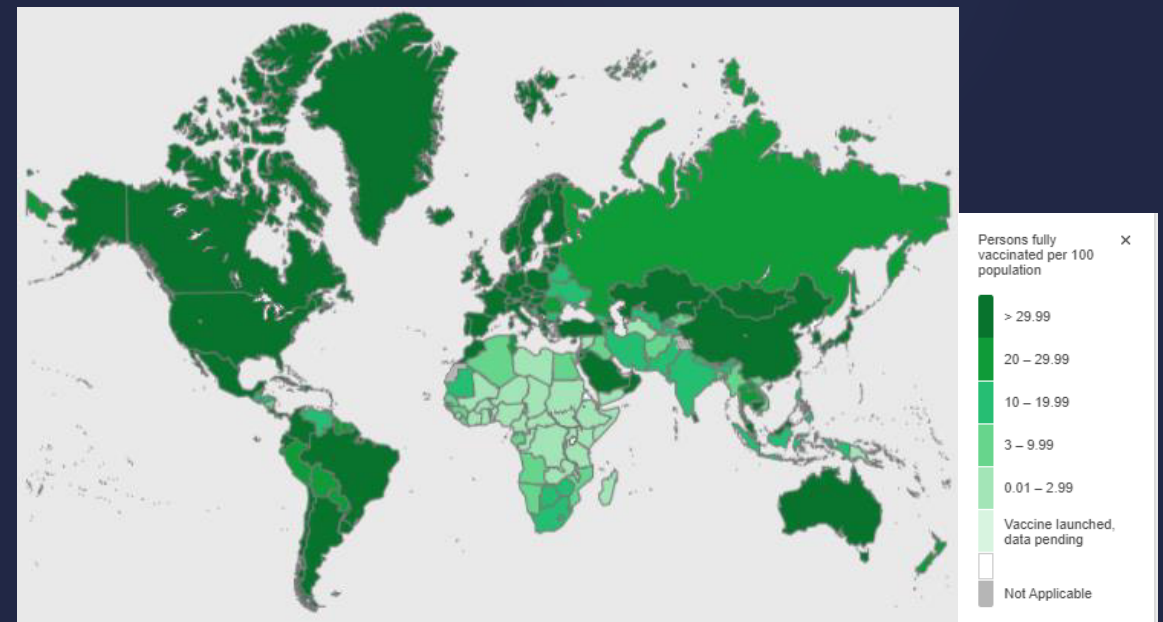 Persons fully
vaccinated per 100
population
×
> 29.99
20 – 29.99
10 – 19.99
3 – 9.99
0.01 – 2.99
Vaccine launched,
data pending
Not Applicable